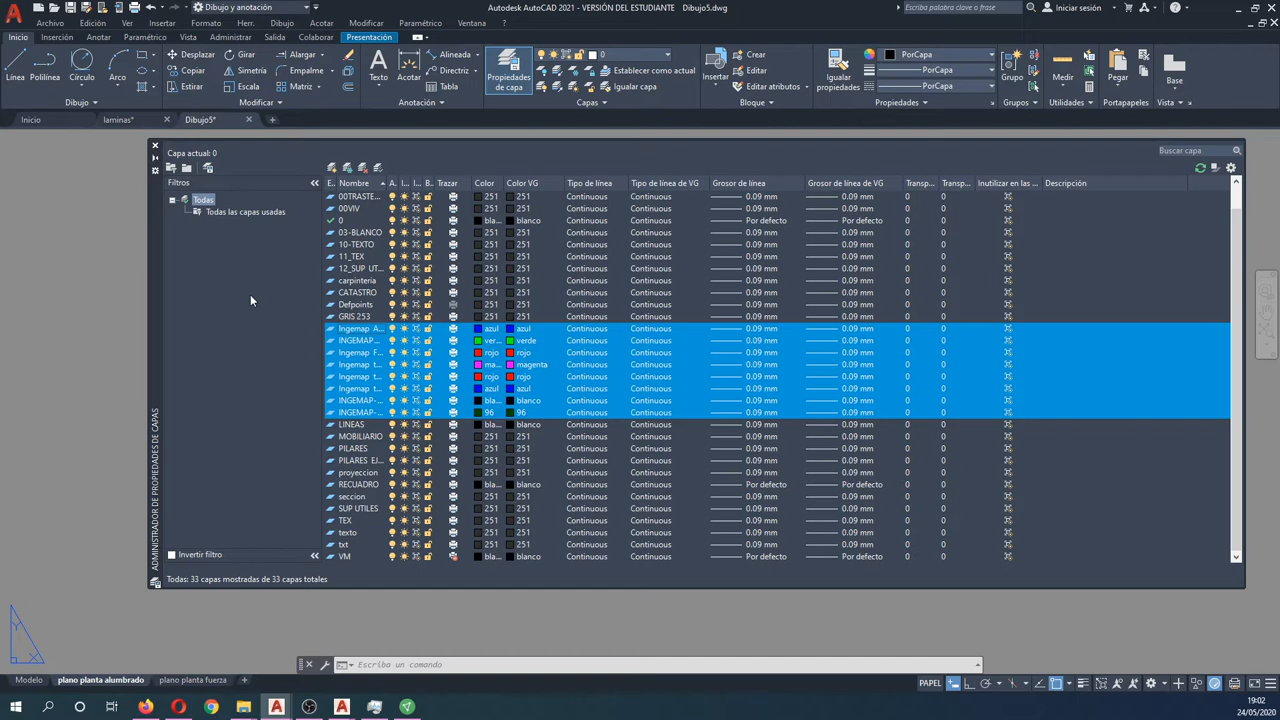 Dibujo y anotación
Autodesk AutoCAD 2021 - VERSIÓN DEL ESTUDIANTE Dibujo5.dwg
Escriba palabra clave o frase
Iniciar sesión
Archivo Edición Ver Insertar Formato Herr. Dibujo Acotar Modificar Paramétrico Ventana
Inicio Inserción Anotar Paramétrico Vista Administrar Salida Colaborar Presentación
Línea Polilínea Círculo Arco
Desplazar Girar Alargar
Copiar Simetría Empalme
Estirar Escala Matriz
Texto Acotar
Alineada
Directriz
Tabla
Propiedades de capa
0
Establecer como actual
Igualar capa
Insertar
Crear
Editar
Editar atributos
Igualar propiedades
PorCapa
PorCapa
PorCapa
Grupo Medir Pegar Base
Dibujo Modificar Anotación Capas Bloque Propiedades Grupos Utilidades Portapapeles Vista
Inicio laminas* Dibujo5*
Capa actual: 0
Buscar capa
Filtros
Todas
Todas las capas usadas
E.. Nombre A. I... I... B.. Trazar Color Color VG Tipo de línea Tipo de línea de VG Grosor de línea Grosor de línea de VG Transp... Transp... Inutilizar en las ... Descripción
00TRASTE... 251 251 Continuous Continuous 0.09 mm 0.09 mm 0 0
00VIV 251 251 Continuous Continuous 0.09 mm 0.09 mm 0 0
0 bla... blanco Continuous Continuous Por defecto Por defecto 0 0
03-BLANCO 251 251 Continuous Continuous 0.09 mm 0.09 mm 0 0
10-TEXTO 251 251 Continuous Continuous 0.09 mm 0.09 mm 0 0
11_TEX 251 251 Continuous Continuous 0.09 mm 0.09 mm 0 0
12_SUP UT... 251 251 Continuous Continuous 0.09 mm 0.09 mm 0 0
carpinteria 251 251 Continuous Continuous 0.09 mm 0.09 mm 0 0
CATASTRO 251 251 Continuous Continuous 0.09 mm 0.09 mm 0 0
Defpoints 251 251 Continuous Continuous 0.09 mm 0.09 mm 0 0
GRIS 253 251 251 Continuous Continuous 0.09 mm 0.09 mm 0 0
Ingemap A... azul azul Continuous Continuous 0.09 mm 0.09 mm 0 0
INGEMAP... ver... verde Continuous Continuous 0.09 mm 0.09 mm 0 0
Ingemap F... rojo rojo Continuous Continuous 0.09 mm 0.09 mm 0 0
Ingemap t... ma... magenta Continuous Continuous 0.09 mm 0.09 mm 0 0
Ingemap t... rojo rojo Continuous Continuous 0.09 mm 0.09 mm 0 0
Ingemap t... azul azul Continuous Continuous 0.09 mm 0.09 mm 0 0
INGEMAP-... bla... blanco Continuous Continuous 0.09 mm 0.09 mm 0 0
INGEMAP-... 96 96 Continuous Continuous 0.09 mm 0.09 mm 0 0
LINEAS bla... blanco Continuous Continuous 0.09 mm 0.09 mm 0 0
MOBILIARIO 251 251 Continuous Continuous 0.09 mm 0.09 mm 0 0
PILARES 251 251 Continuous Continuous 0.09 mm 0.09 mm 0 0
PILARES EJ... 251 251 Continuous Continuous 0.09 mm 0.09 mm 0 0
proyeccion 251 251 Continuous Continuous 0.09 mm 0.09 mm 0 0
RECUADRO bla... blanco Continuous Continuous Por defecto Por defecto 0 0
seccion 251 251 Continuous Continuous 0.09 mm 0.09 mm 0 0
SUP UTILES 251 251 Continuous Continuous 0.09 mm 0.09 mm 0 0
TEX 251 251 Continuous Continuous 0.09 mm 0.09 mm 0 0
texto 251 251 Continuous Continuous 0.09 mm 0.09 mm 0 0
txt 251 251 Continuous Continuous 0.09 mm 0.09 mm 0 0
VM bla... blanco Continuous Continuous Por defecto Por defecto 0 0
Invertir filtro
Todas: 33 capas mostradas de 33 capas totales
ADMINISTRADOR DE PROPIEDADES DE CAPAS
Y
X
Escriba un comando
Modelo plano planta alumbrado plano planta fuerza
PAPEL
19:02
24/05/2020